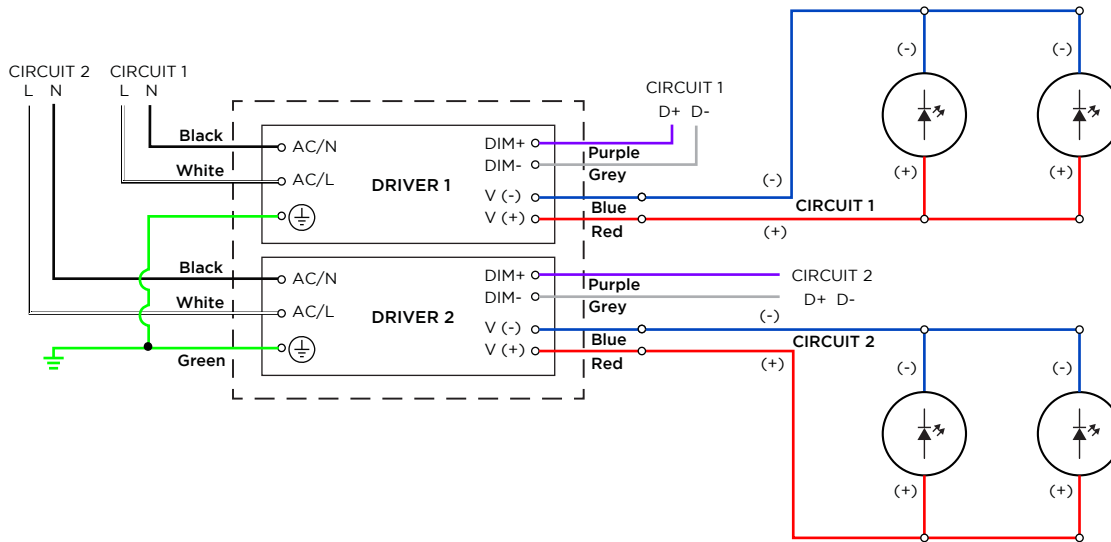 CIRCUIT 2 CIRCUIT 1
L N L N
CIRCUIT 1
D+ D-
Black
White
AC/N
AC/L
DRIVER 1
DIM+
DIM-
V (-)
V (+)
Purple
Grey
Blue
Red
(-)
(+)
CIRCUIT 1
(-)
(-)
(+)
(+)
Black
White
Green
AC/N
AC/L
DRIVER 2
DIM+
DIM-
V (-)
V (+)
Purple
Grey
Blue
Red
CIRCUIT 2
D+ D-
(-)
(+)
CIRCUIT 2
(-)
(-)
(+)
(+)